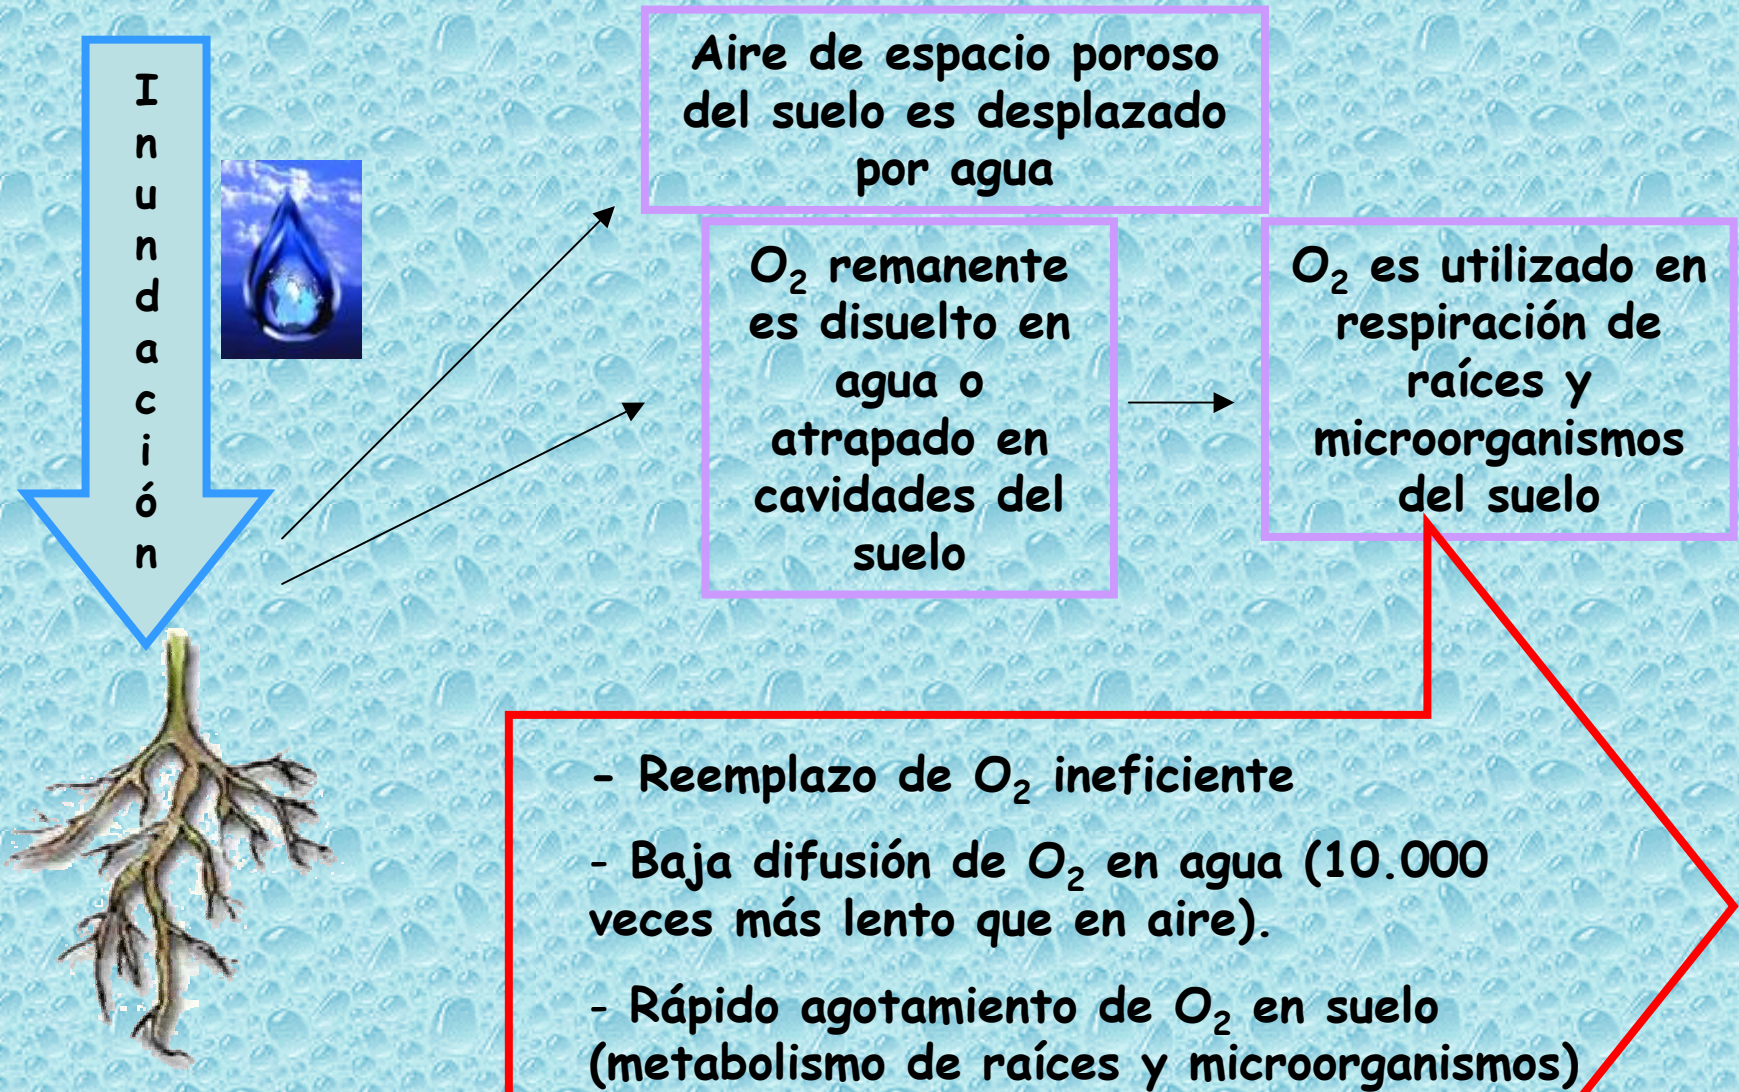 Inundación
Aire de espacio poroso
del suelo es desplazado
por agua
O₂ remanente
es disuelto en
agua o
atrapado en
cavidades del
suelo
O₂ es utilizado en
respiración de
raíces y
microorganismos
del suelo
- Reemplazo de O₂ ineficiente
- Baja difusión de O₂ en agua (10.000
veces más lento que en aire).
- Rápido agotamiento de O₂ en suelo
(metabolismo de raíces y microorganismos)